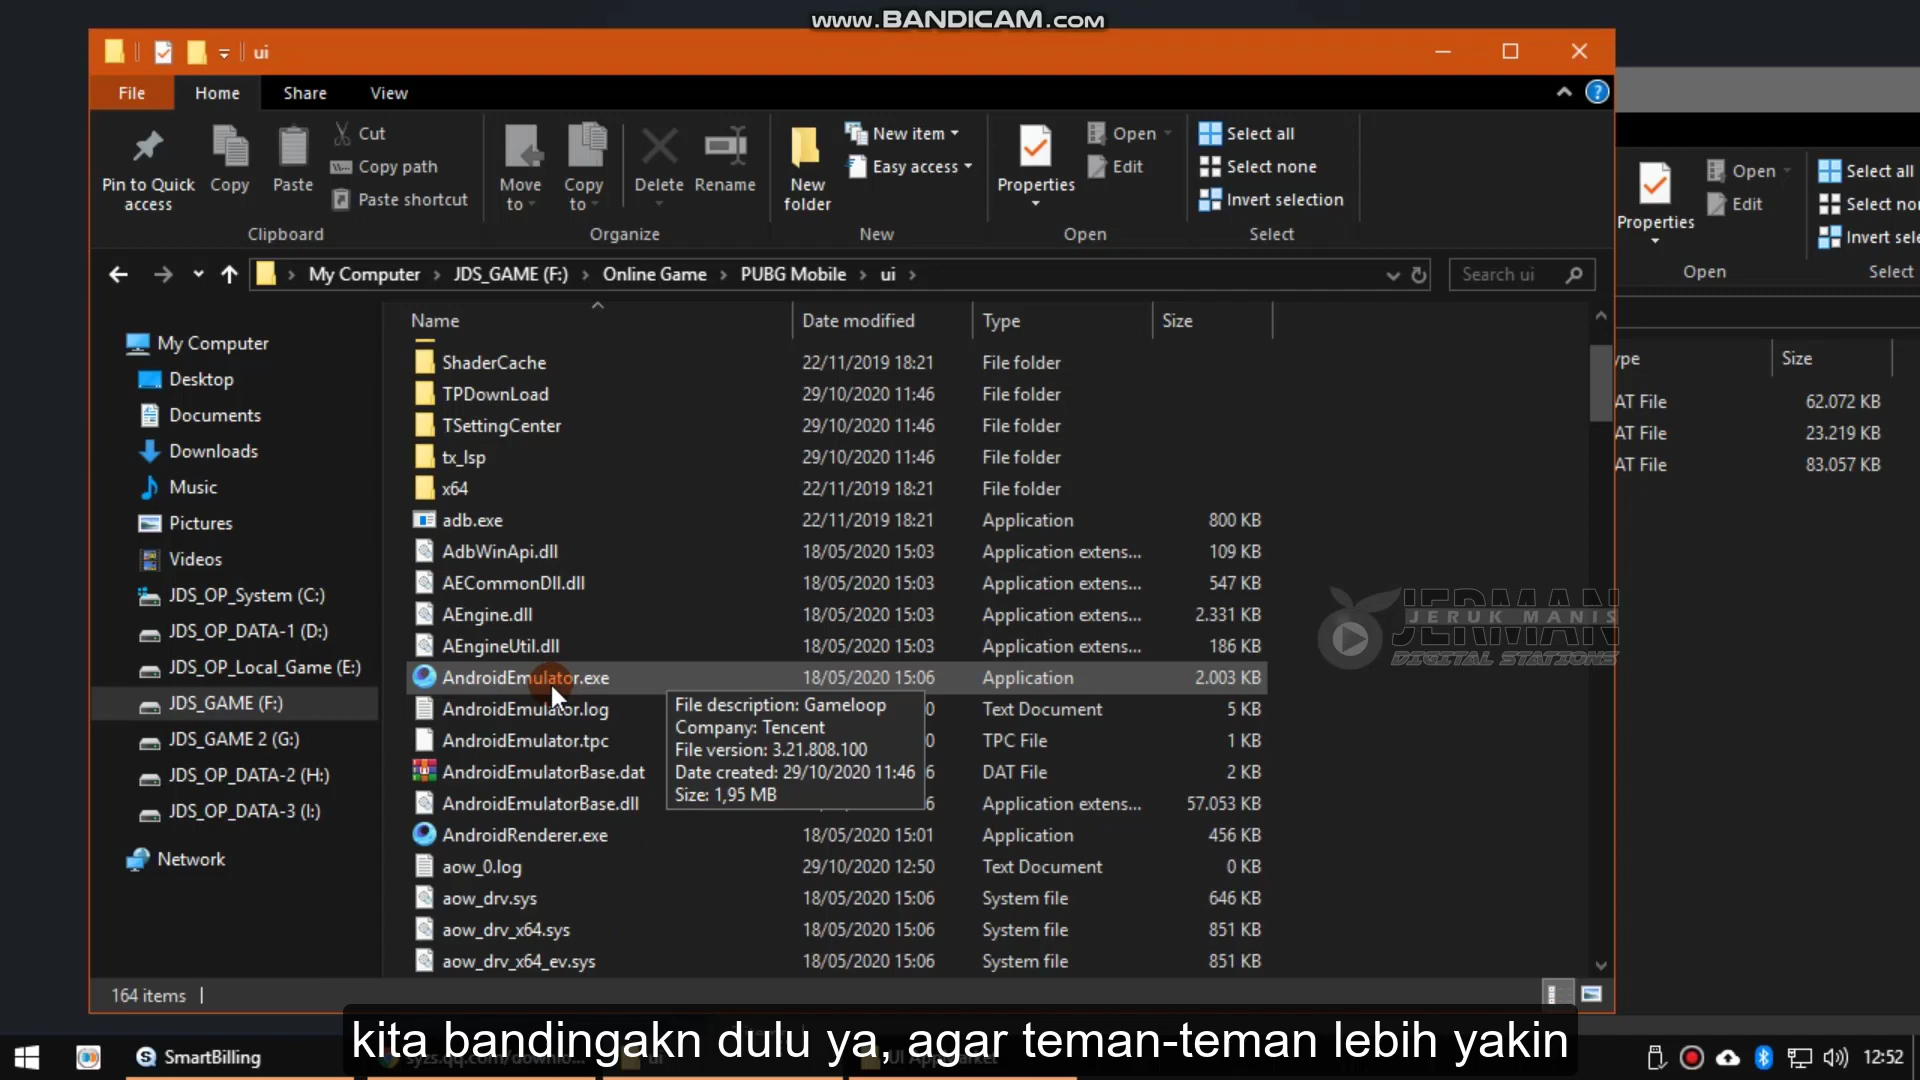 www.BANDICAM.com
ui
File Home Share View
Pin to Quick access
Copy
Paste
Cut
Copy path
Paste shortcut
Clipboard
Move to
Copy to
Delete
Rename
Organize
New folder
New item
Easy access
New
Properties
Open
Edit
Open
Select all
Select none
Invert selection
Select
Properties
Open
Edit
Open
Select all
Select
My Computer > JDS_GAME (F:) > Online Game > PUBG Mobile > ui >
Search ui
My Computer
Desktop
Documents
Downloads
Music
Pictures
Videos
JDS_OP_System (C:)
JDS_OP_DATA-1 (D:)
JDS_OP_Local_Game (E:)
JDS_GAME (F:)
JDS_GAME 2 (G:)
JDS_OP_DATA-2 (H:)
JDS_OP_DATA-3 (I:)
Network
Name Date modified Type Size
ShaderCache 22/11/2019 18:21 File folder
TPDownLoad 29/10/2020 11:46 File folder
TSettingCenter 29/10/2020 11:46 File folder
tx_lsp 29/10/2020 11:46 File folder
x64 22/11/2019 18:21 File folder
adb.exe 22/11/2019 18:21 Application 800 KB
AdbWinApi.dll 18/05/2020 15:03 Application extens... 109 KB
AECommonDll.dll 18/05/2020 15:03 Application extens... 547 KB
AEngine.dll 18/05/2020 15:03 Application extens... 2.331 KB
AEngineUtil.dll 18/05/2020 15:03 Application extens... 186 KB
AndroidEmulator.exe 18/05/2020 15:06 Application 2.003 KB
AndroidEmulator.log Text Document 5 KB
AndroidEmulator.tpc TPC File 1 KB
AndroidEmulatorBase.dat DAT File 2 KB
AndroidEmulatorBase.dll Application extens... 57.053 KB
AndroidRenderer.exe 18/05/2020 15:01 Application 456 KB
aow_0.log 29/10/2020 12:50 Text Document 0 KB
aow_drv.sys 18/05/2020 15:06 System file 646 KB
aow_drv_x64.sys 18/05/2020 15:06 System file 851 KB
aow_drv_x64_ev.sys 18/05/2020 15:06 System file 851 KB
File description: Gameloop
Company: Tencent
File version: 3.21.808.100
Date created: 29/10/2020 11:46
Size: 1,95 MB
Size
AT File 62.072 KB
AT File 23.219 KB
AT File 83.057 KB
JERMAN
JERUK MANIS
DIGITAL STATIONS
164 items
kita bandingakn dulu ya, agar teman-teman lebih yakin
SmartBilling
12:52